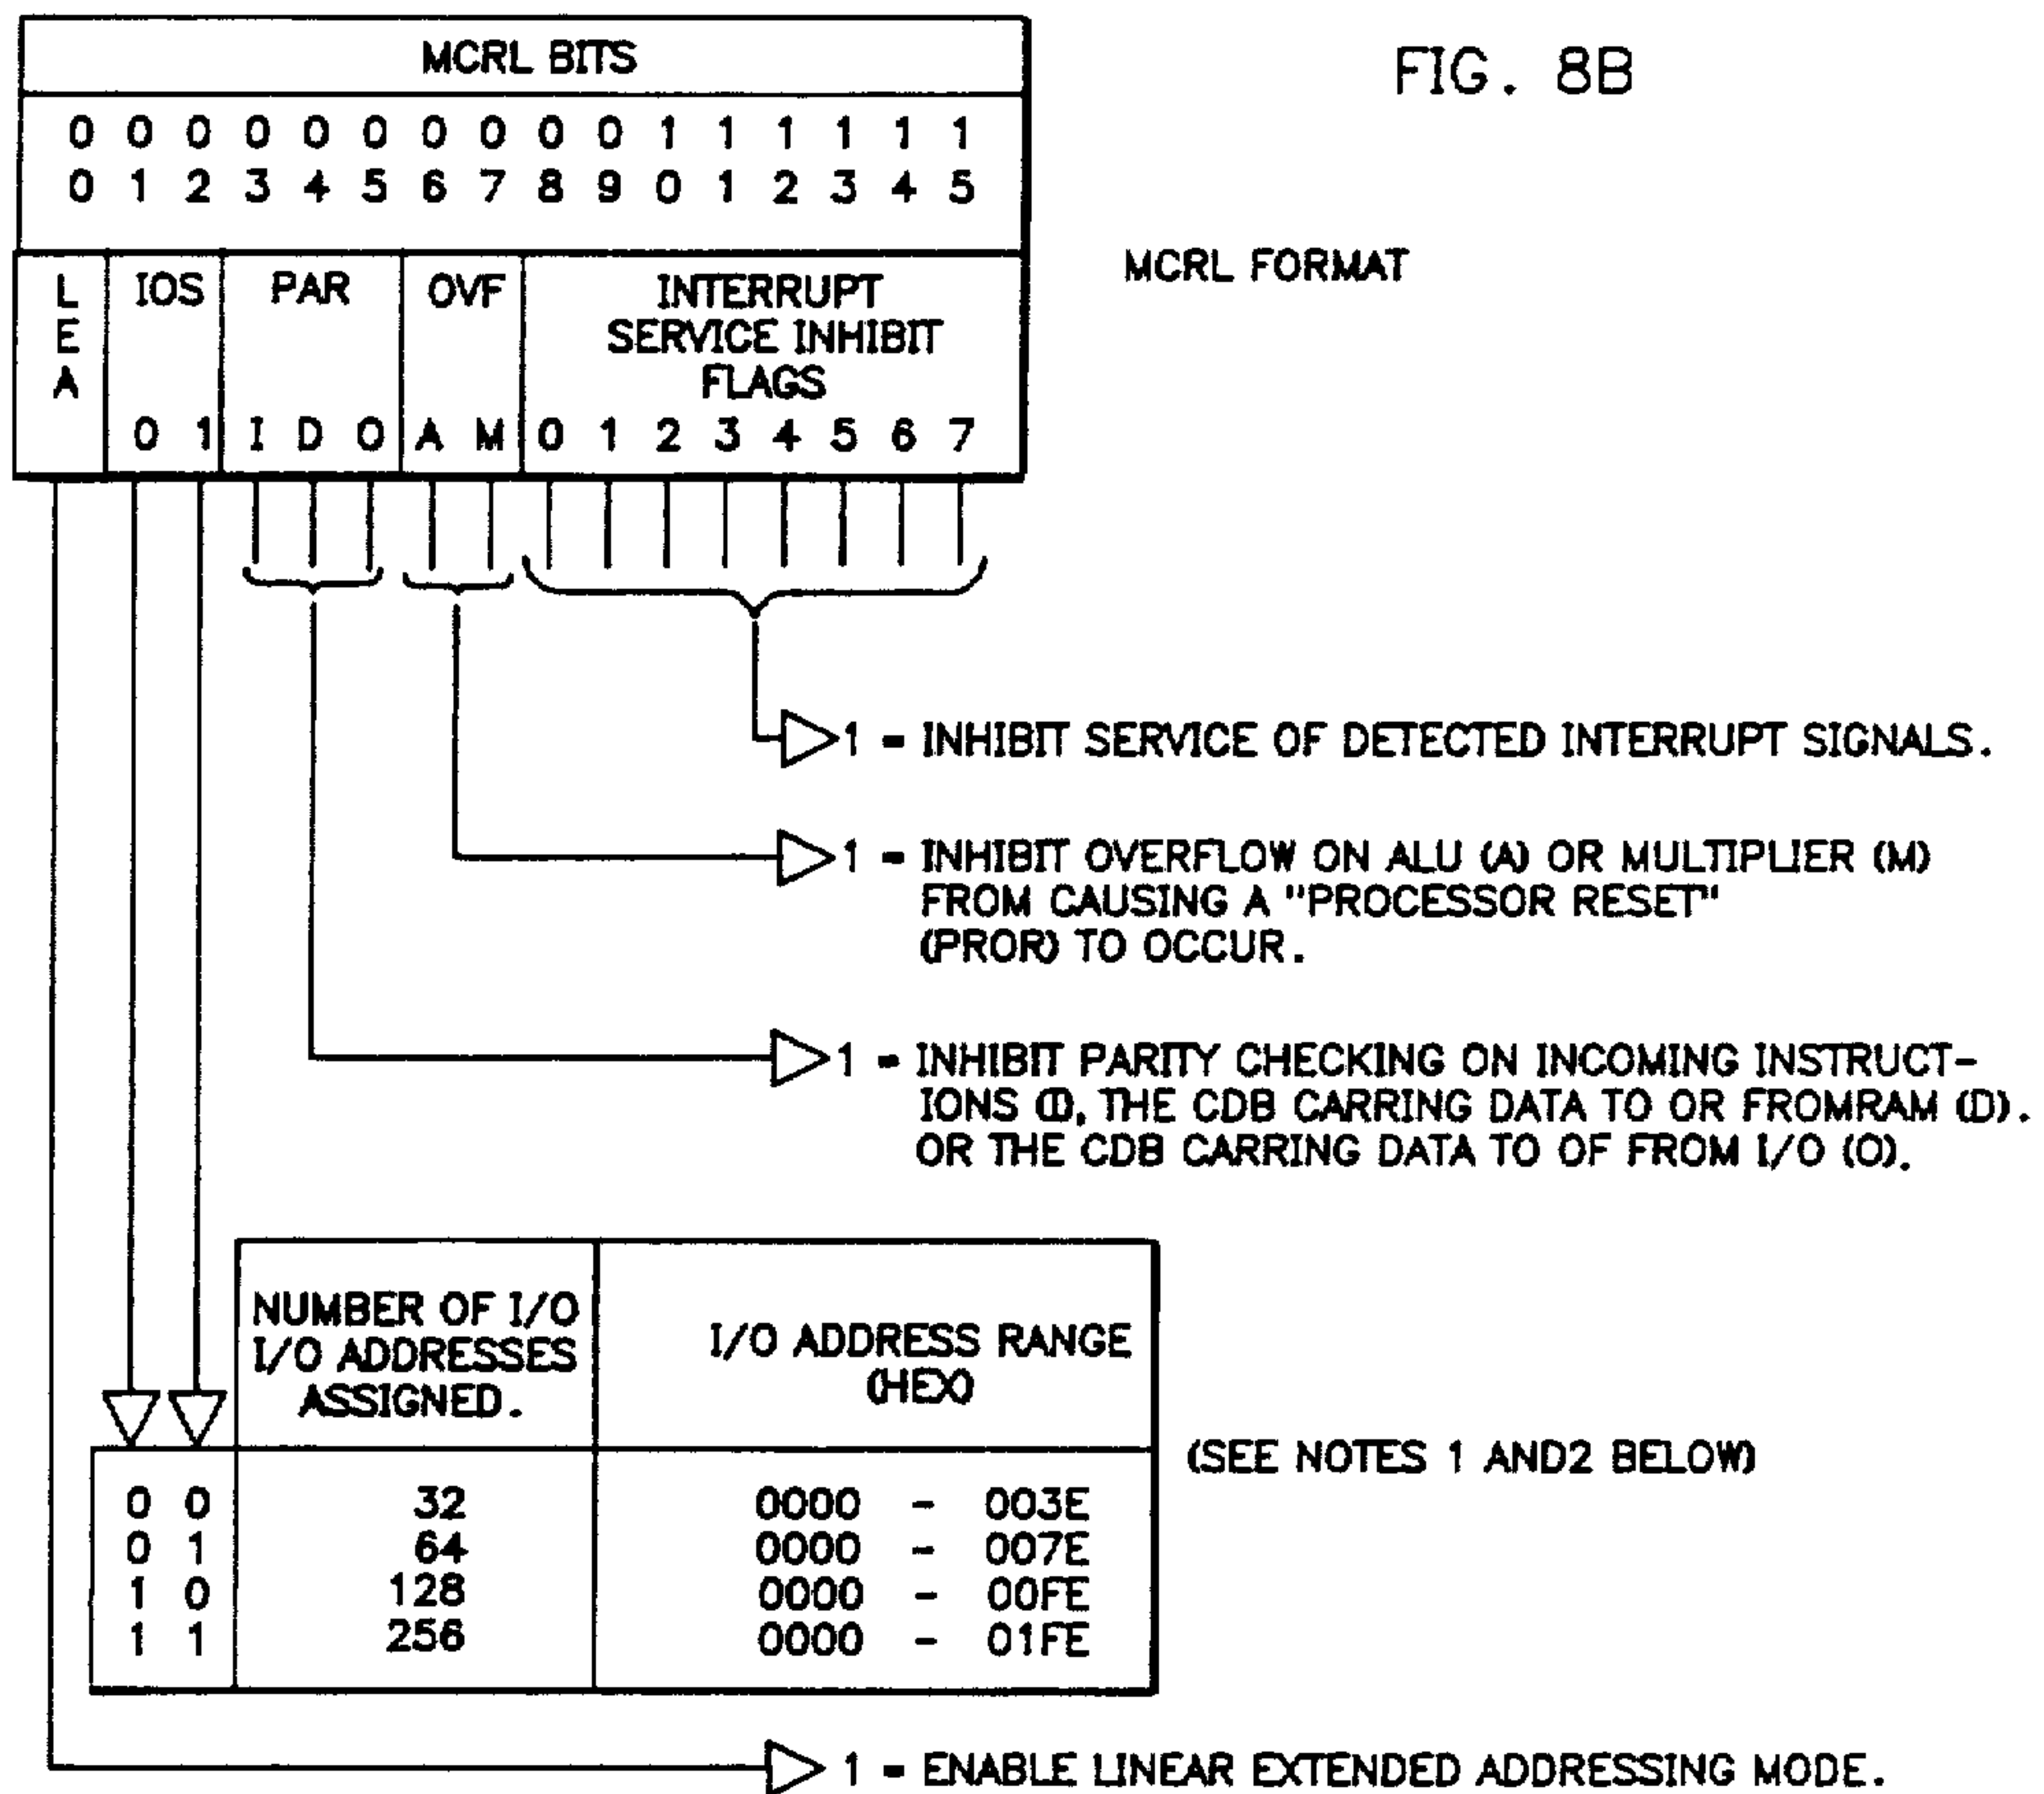 MCRL BITS
FIG. 8B
0 0 0 0 0 0 0 0 0 0 1 1 1 1 1 1
0 1 2 3 4 5 6 7 8 9 0 1 2 3 4 5
MCRL FORMAT
L
E
A
IOS
0 1
PAR
I D O
OVF
A M
INTERRUPT
SERVICE INHIBIT
FLAGS
0 1 2 3 4 5 6 7
1 = INHIBIT SERVICE OF DETECTED INTERRUPT SIGNALS.
1 = INHIBIT OVERFLOW ON ALU (A) OR MULTIPLIER (M)
FROM CAUSING A "PROCESSOR RESET"
(PROR) TO OCCUR.
1 = INHIBIT PARITY CHECKING ON INCOMING INSTRUCT-
IONS (I), THE CDB CARRING DATA TO OR FROMRAM (D).
OR THE CDB CARRING DATA TO OF FROM I/O (O).
NUMBER OF I/O
I/O ADDRESSES
ASSIGNED.
I/O ADDRESS RANGE
(HEX)
(SEE NOTES 1 AND2 BELOW)
0 0 32 0000 - 003E
0 1 64 0000 - 007E
1 0 128 0000 - 00FE
1 1 256 0000 - 01FE
1 = ENABLE LINEAR EXTENDED ADDRESSING MODE.